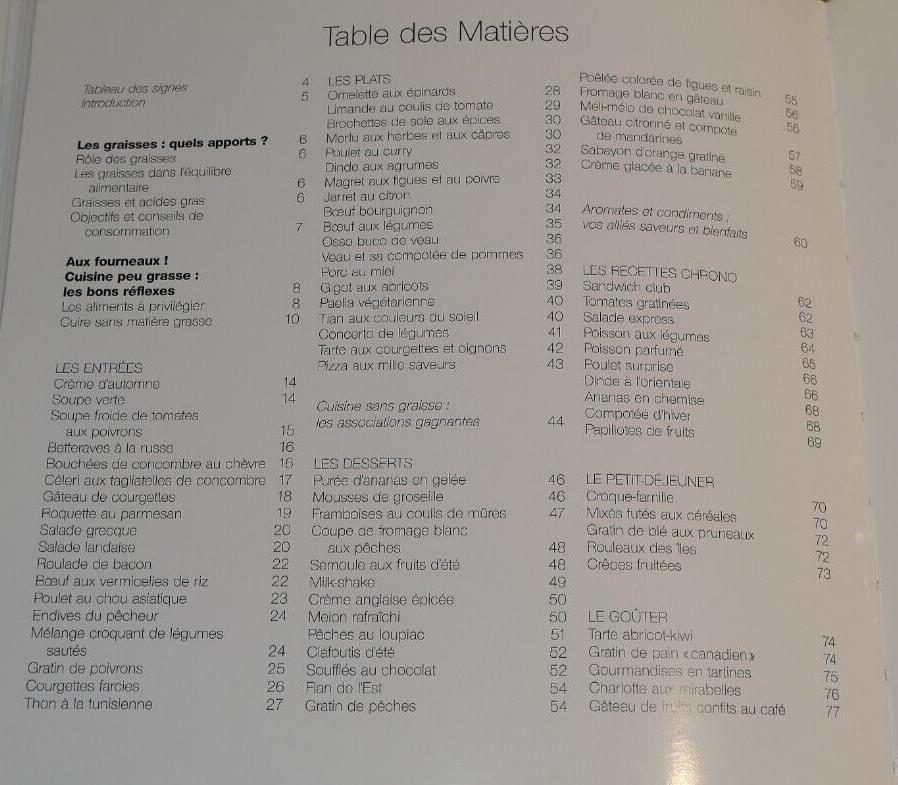 Table des Matières
Tableau des signes 4
Introduction 5
Les graisses : quels apports ? 6
Rôle des graisses 6
Les graisses dans l'équilibre
alimentaire 6
Graisses et acides gras 6
Objectifs et conseils de
consommation 7
Aux fourneaux !
Cuisine peu grasse :
les bons réflexes 8
Les aliments à privilégier 8
Cuire sans matière grasse 10
LES ENTRÉES
Crème d'automne 14
Soupe verte 14
Soupe froide de tomates
aux poivrons 15
Betteraves à la russe 16
Bouchées de concombre au chèvre 16
Céleri aux tagliatelles de concombre 17
Gâteau de courgettes 18
Roquette au parmesan 19
Salade grecque 20
Salade landaise 20
Roulade de bacon 22
Bœuf aux vermicelles de riz 22
Poulet au chou asiatique 23
Endives du pêcheur 24
Mélange croquant de légumes
sautés 24
Gratin de poivrons 25
Courgettes farcies 26
Thon à la tunisienne 27
LES PLATS
Omelette aux épinards 28
Limande au coulis de tomate 29
Brochettes de sole aux épices 30
Merlu aux herbes et aux câpres 30
Poulet au curry 32
Dinde aux agrumes 32
Magret aux figues et au poivre 33
Jarret au citron 34
Bœuf bourguignon 34
Bœuf aux légumes 35
Osso buco de veau 36
Veau et sa compotée de pommes 36
Porc au miel 38
Gigot aux abricots 39
Paella végétarienne 40
Tian aux couleurs du soleil 40
Concerto de légumes 41
Tarte aux courgettes et oignons 42
Pizza aux mille saveurs 43
Cuisine sans graisse :
les associations gagnantes 44
LES DESSERTS
Purée d'ananas en gelée 46
Mousses de groseille 46
Framboises au coulis de mûres 47
Coupe de fromage blanc
aux pêches 48
Semoule aux fruits d'été 48
Milk-shake 49
Crème anglaise épicée 50
Melon rafraîchi 50
Pêches au loupiac 51
Clafoutis d'été 52
Soufflés au chocolat 52
Flan de l'Est 54
Gratin de pêches 54
Poêlée colorée de figues et raisin 55
Fromage blanc en gâteau 56
Méli-mélo de chocolat vanille 56
Gâteau citronné et compote
de mandarines 57
Sabayon d'orange gratiné 58
Crème glacée à la banane 59
Aromates et condiments :
vos alliés saveurs et bienfaits 60
LES RECETTES CHRONO
Sandwich club 62
Tomates gratinées 62
Salade express 63
Poisson aux légumes 64
Poisson parfumé 65
Poulet surprise 66
Dinde à l'orientale 66
Ananas en chemise 68
Compotée d'hiver 68
Papillotes de fruits 69
LE PETIT-DÉJEUNER
Croque-famille 70
Mixés futés aux céréales 70
Gratin de blé aux pruneaux 72
Rouleaux des îles 72
Crêpes fruitées 73
LE GOÛTER
Tarte abricot-kiwi 74
Gratin de pain «canadien» 74
Gourmandises en tartines 75
Charlotte aux mirabelles 76
Gâteau de fruits confits au café 77